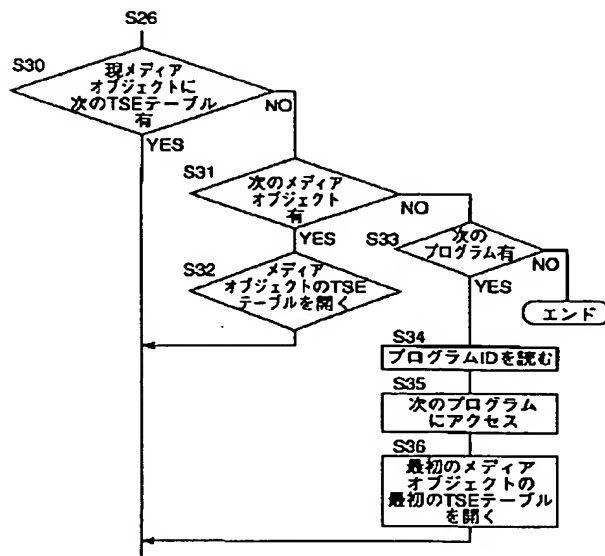 S26
S30
現メディア
オブジェクトに
次のTSEテーブル
有
NO
YES
S31
次のメディア
オブジェクト
有
NO
YES
S32
メディア
オブジェクトのTSE
テーブルを開く
S33
次の
プログラム有
NO
YES
エンド
S34
プログラムIDを読む
S35
次のプログラム
にアクセス
S36
最初のメディア
オブジェクトの
最初のTSEテーブル
を開く